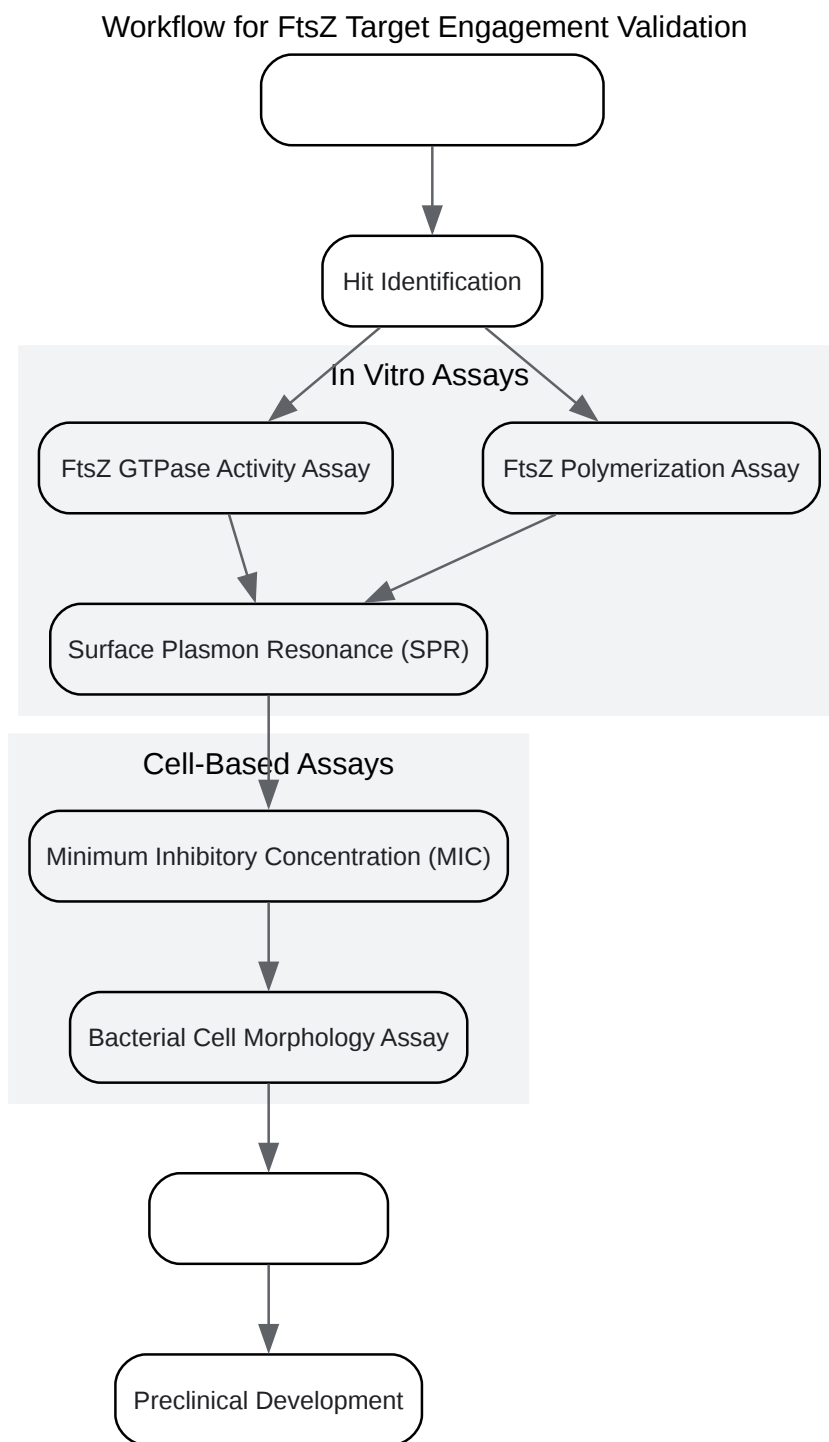 Workflow for FtsZ Target Engagement Validation
Hit Identification
In Vitro Assays
FtsZ GTPase Activity Assay
FtsZ Polymerization Assay
Surface Plasmon Resonance (SPR)
Cell-Based Assays
Minimum Inhibitory Concentration (MIC)
Bacterial Cell Morphology Assay
Preclinical Development